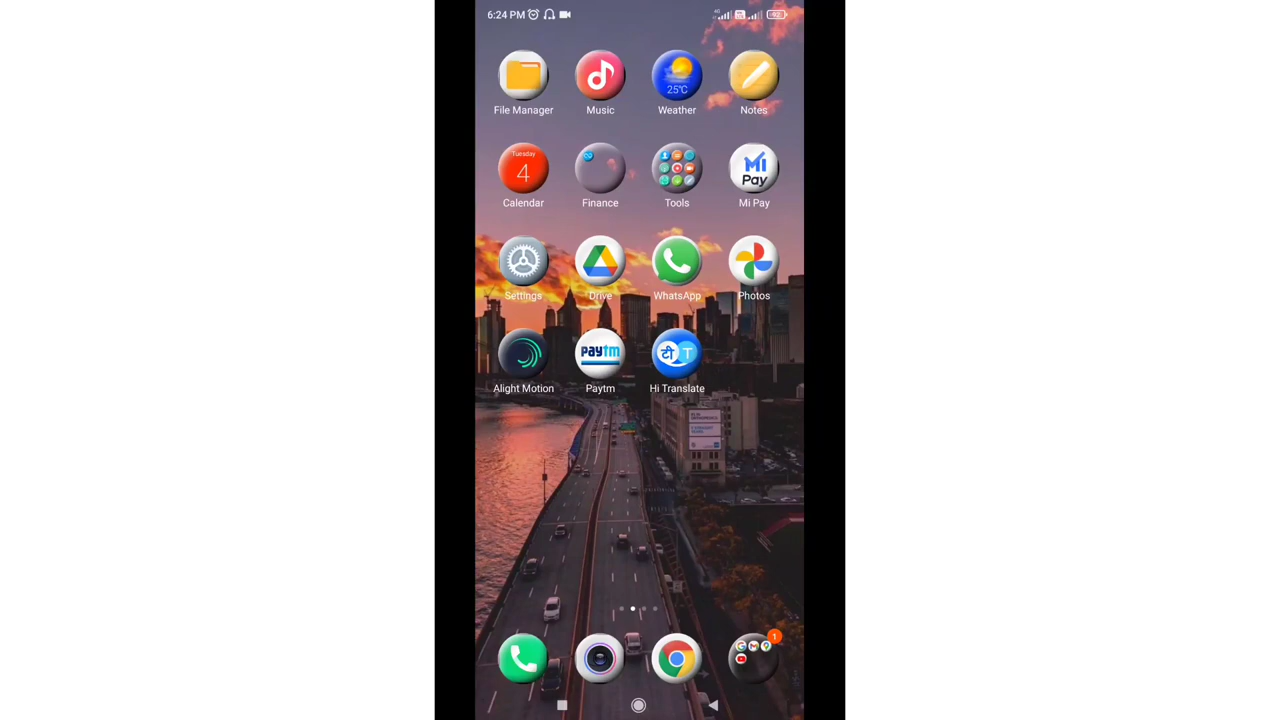 6:24 PM
25℃
File Manager
Music
Weather
Notes
Tuesday
4
mi
Pay
Calendar
Finance
Tools
Mi Pay
Settings
Drive
WhatsApp
Photos
paytm
टी T
Alight Motion
Paytm
Hi Translate
1